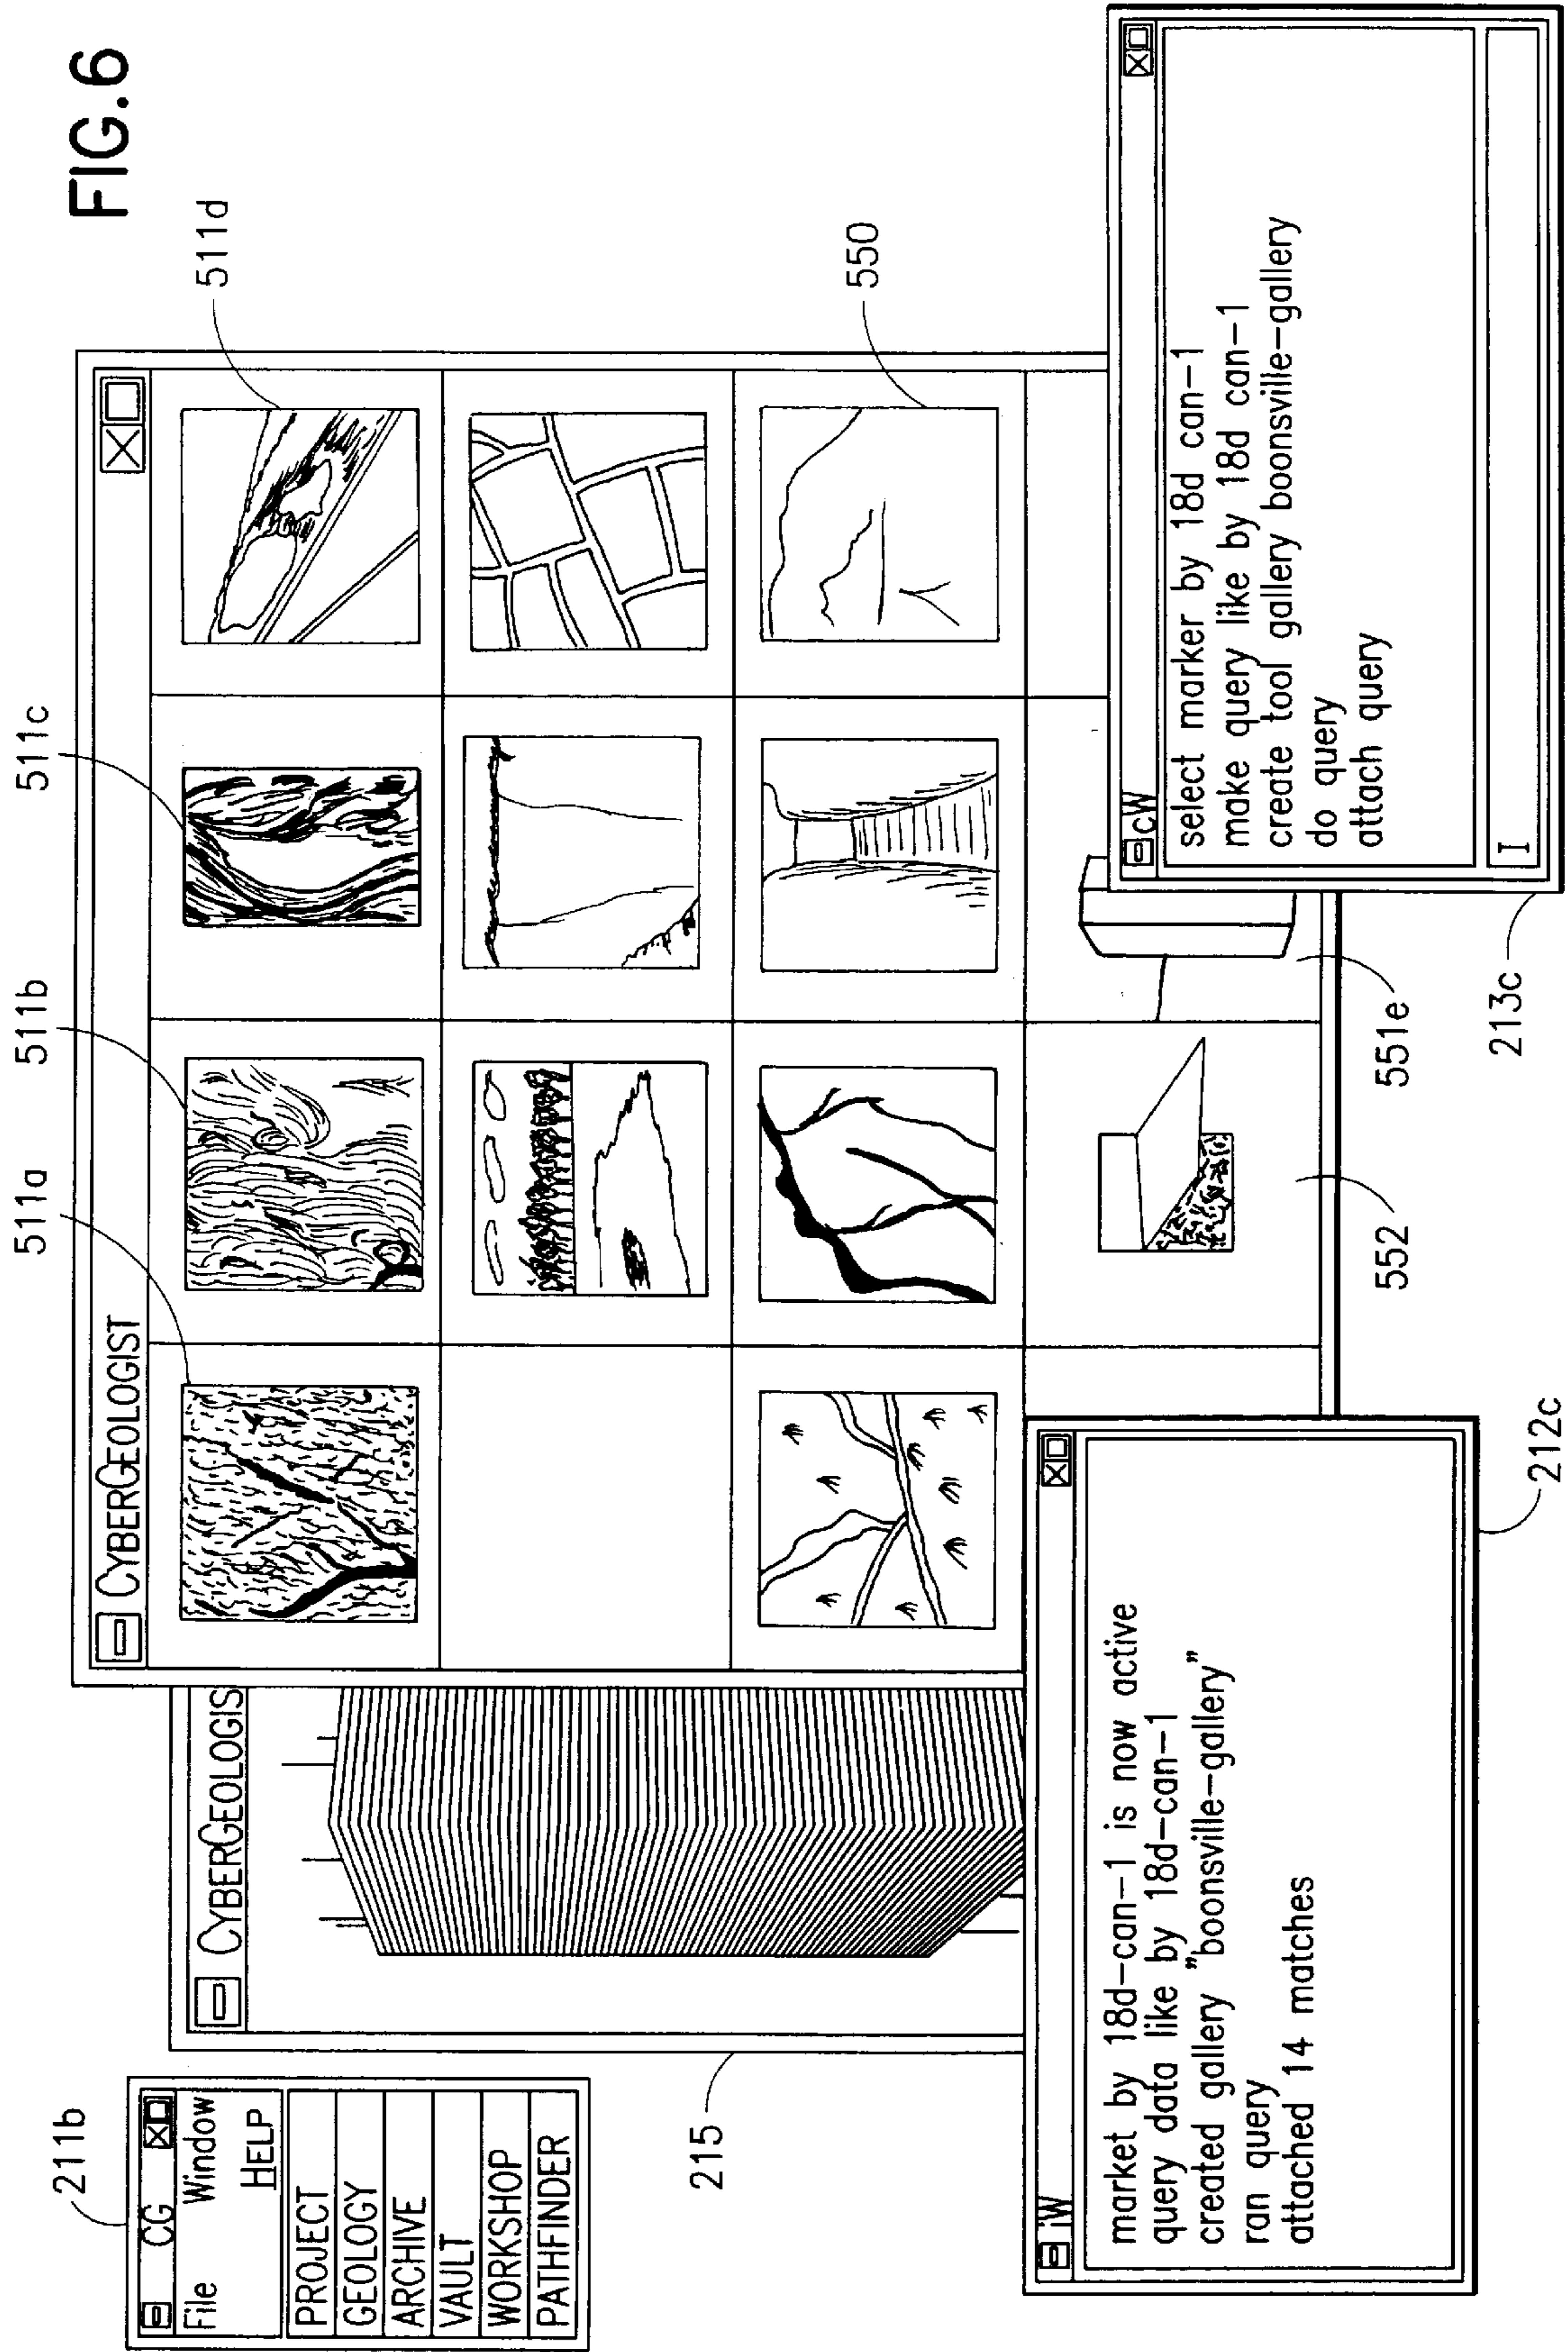 FIG.6
211b
CG
File Window
HELP
PROJECT
GEOLOGY
ARCHIVE
VAULT
WORKSHOP
PATHFINDER
215
CYBERGEOLOGIS
CYBERGEOLOGIST
511a
511b
511c
511d
550
iW
market by 18d-can-1 is now active
query data like by 18d-can-1
created gallery "boonsville-gallery"
ran query
attached 14 matches
212c
552
551e
213c
cW
select marker by 18d can-1
make query like by 18d can-1
create tool gallery boonsville-gallery
do query
attach query
I